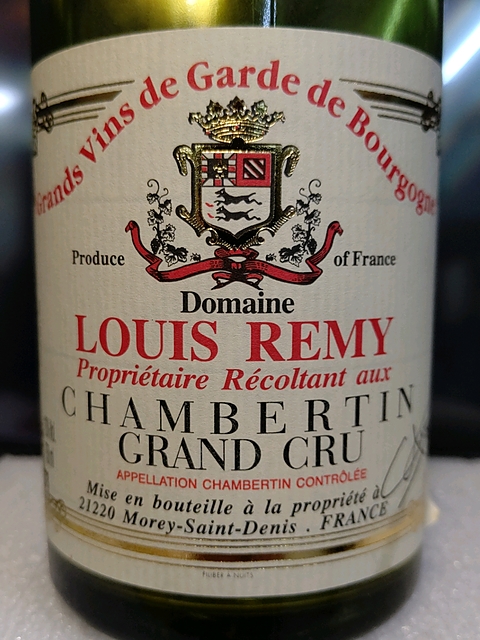 Grands Vins de Garde de Bourgogne
Produce of France
Domaine
LOUIS REMY
Propriétaire Récoltant aux
CHAMBERTIN
GRAND CRU
APPELLATION CHAMBERTIN CONTRÔLÉE
Mise en bouteille à la propriété à
21220 Morey-Saint-Denis . FRANCE